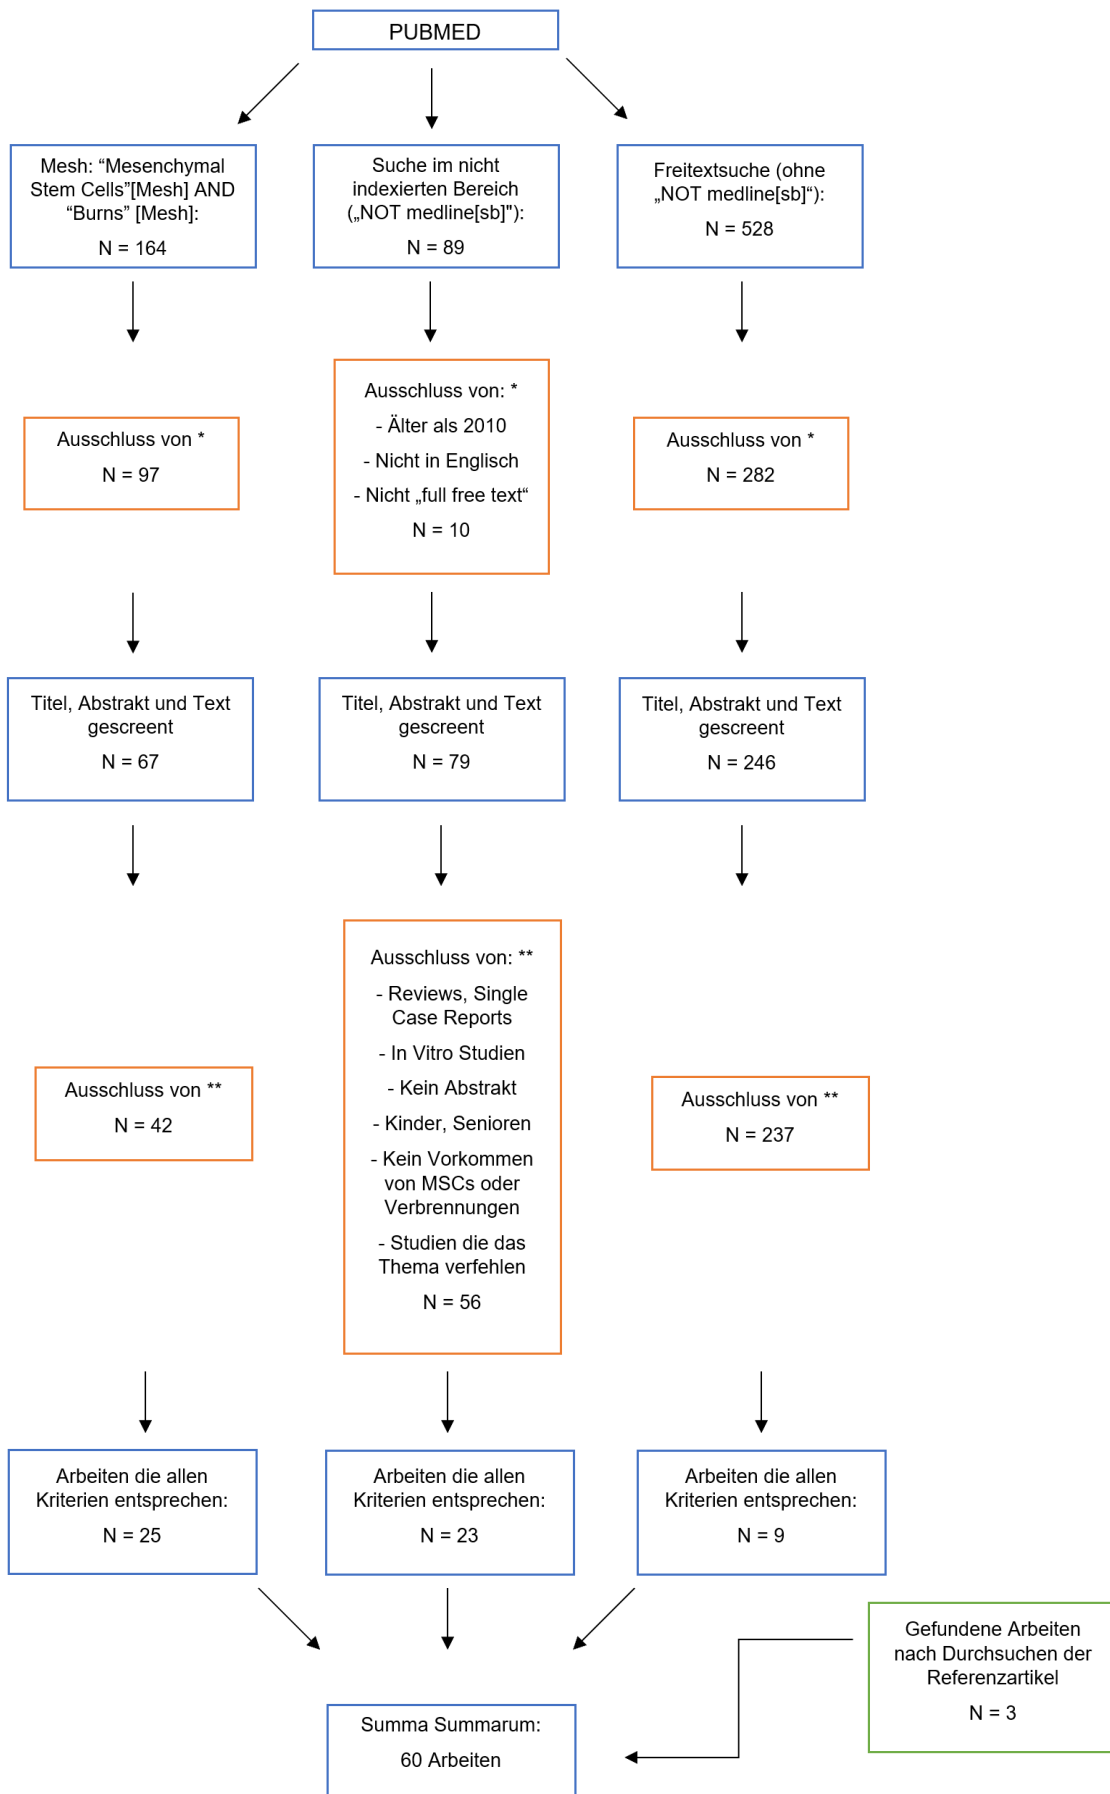 PUBMED
Mesh: “Mesenchymal
Stem Cells”[Mesh] AND
“Burns” [Mesh]:
N = 164
Suche im nicht
indexierten Bereich
(„NOT medline[sb]"):
N = 89
Freitextsuche (ohne
„NOT medline[sb]“):
N = 528
Ausschluss von *
N = 97
Ausschluss von: *
- Älter als 2010
- Nicht in Englisch
- Nicht „full free text“
N = 10
Ausschluss von *
N = 282
Titel, Abstrakt und Text
gescreent
N = 67
Titel, Abstrakt und Text
gescreent
N = 79
Titel, Abstrakt und Text
gescreent
N = 246
Ausschluss von **
N = 42
Ausschluss von: **
- Reviews, Single
Case Reports
- In Vitro Studien
- Kein Abstrakt
- Kinder, Senioren
- Kein Vorkommen
von MSCs oder
Verbrennungen
- Studien die das
Thema verfehlen
N = 56
Ausschluss von **
N = 237
Arbeiten die allen
Kriterien entsprechen:
N = 25
Arbeiten die allen
Kriterien entsprechen:
N = 23
Arbeiten die allen
Kriterien entsprechen:
N = 9
Gefundene Arbeiten
nach Durchsuchen der
Referenzartikel
N = 3
Summa Summarum:
60 Arbeiten